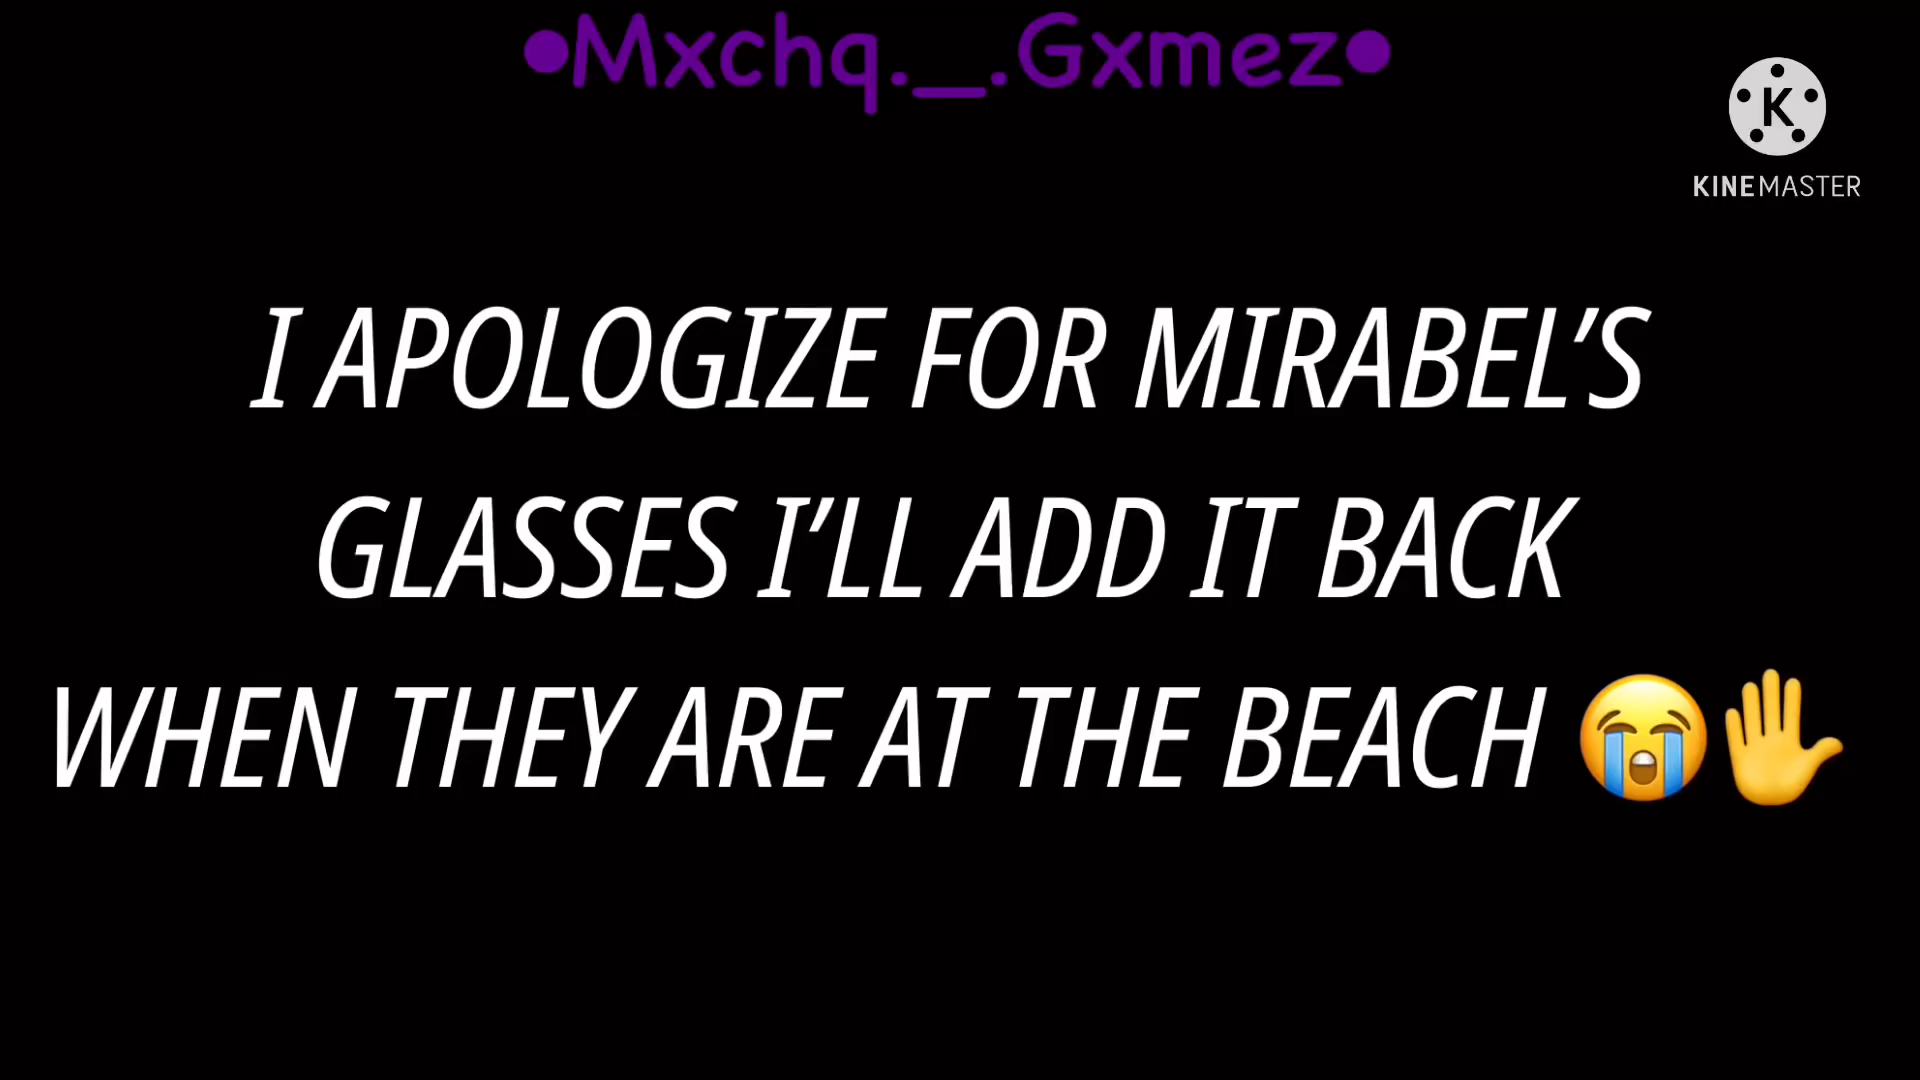 •Mxchq._.Gxmez•
K
KINEMASTER
I APOLOGIZE FOR MIRABEL’S
GLASSES I’LL ADD IT BACK
WHEN THEY ARE AT THE BEACH 😭✋